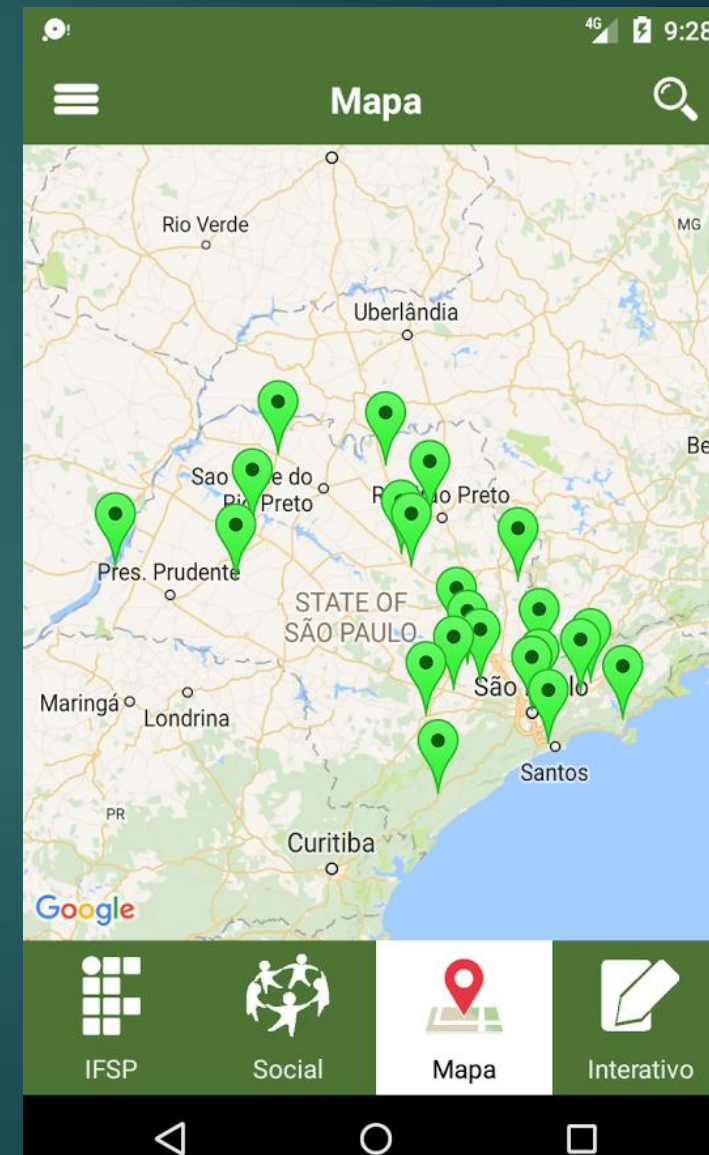 4G 9:28
Mapa
Rio Verde
MG
Uberlândia
Be
Sao e do
Preto
R o Preto
Pres. Prudente
STATE OF
SÃO PAULO
São lo
Maringá
Londrina
Santos
PR
Curitiba
Google
IFSP Social Mapa Interativo